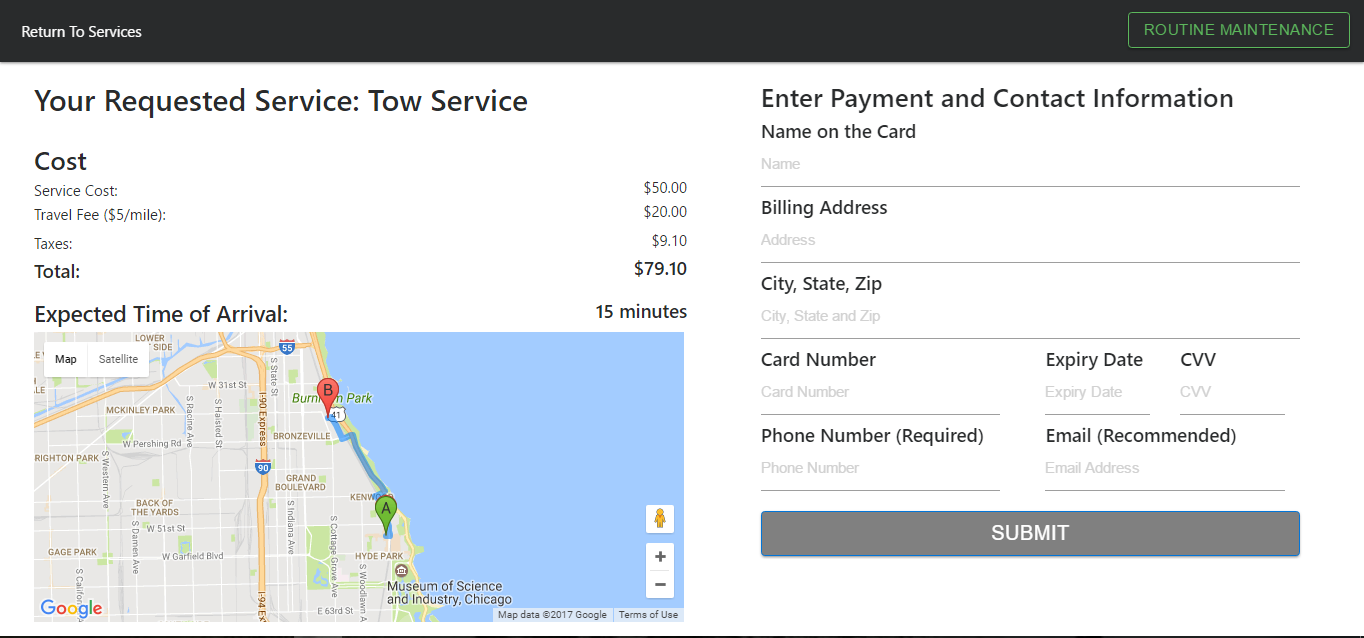 Return To Services
ROUTINE MAINTENANCE
Your Requested Service: Tow Service
Cost
Service Cost: $50.00
Travel Fee ($5/mile): $20.00
Taxes: $9.10
Total: $79.10
Expected Time of Arrival: 15 minutes
Map Satellite
LOWER
T SIDE
55
W 31st St
S State St
B
Burnham Park
41
MCKINLEY PARK
S Racine Ave
S Halsted St
I-90 Express
BRONZEVILLE
W Pershing Rd
RIGHTON PARK
90
S Western Ave
GRAND
BOULEVARD
KENWOOD
A
BACK OF
THE YARDS
W 51st St
S Damen Ave
S Indiana Ave
S Cottage Grove Ave
GAGE PARK
W Garfield Blvd
HYDE PARK
S Californ
S Woodlawn A
Museum of Science
and Industry, Chicago
I-94 E
E 63rd St
Google
Map data ©2017 Google Terms of Use
Enter Payment and Contact Information
Name on the Card
Name
Billing Address
Address
City, State, Zip
City, State and Zip
Card Number Expiry Date CVV
Card Number Expiry Date CVV
Phone Number (Required) Email (Recommended)
Phone Number Email Address
SUBMIT